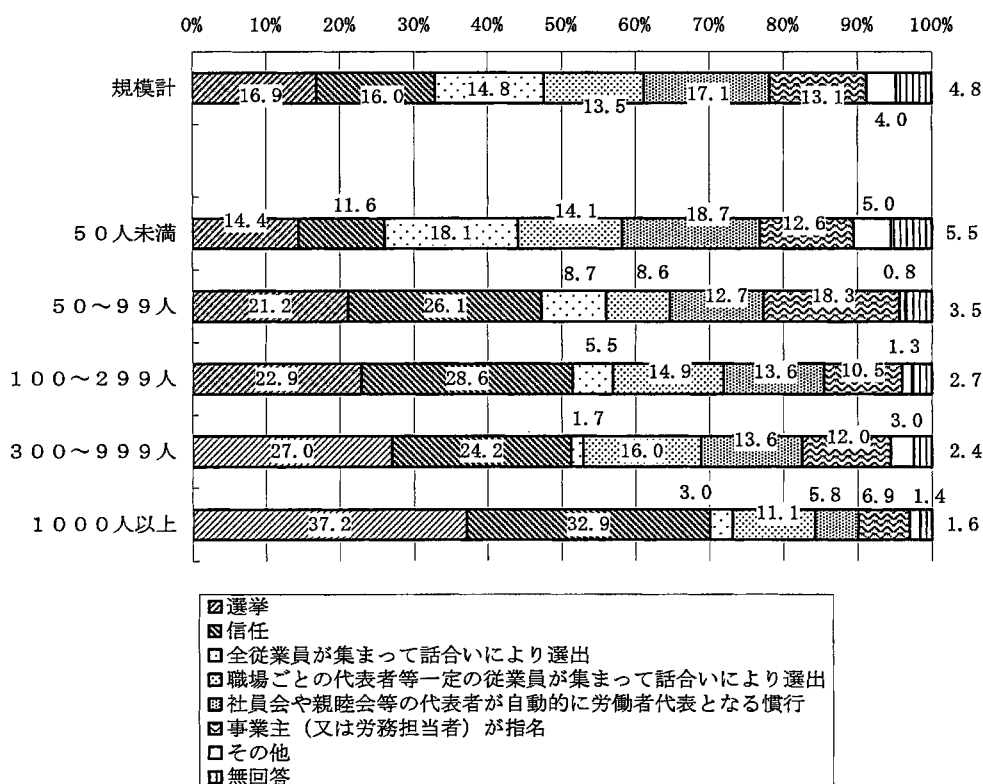 0% 10% 20% 30% 40% 50% 60% 70% 80% 90% 100%
規模計 16.9 16.0 14.8 13.5 17.1 13.1 4.0 4.8
50人未満 14.4 11.6 18.1 14.1 18.7 12.6 5.0 5.5
50～99人 21.2 26.1 8.7 8.6 12.7 18.3 0.8 3.5
100～299人 22.9 28.6 5.5 14.9 13.6 10.5 1.3 2.7
300～999人 27.0 24.2 1.7 16.0 13.6 12.0 3.0 2.4
1000人以上 37.2 32.9 3.0 11.1 5.8 6.9 1.4 1.6
選挙
信任
全従業員が集まって話合いにより選出
職場ごとの代表者等一定の従業員が集まって話合いにより選出
社員会や親睦会等の代表者が自動的に労働者代表となる慣行
事業主（又は労務担当者）が指名
その他
無回答